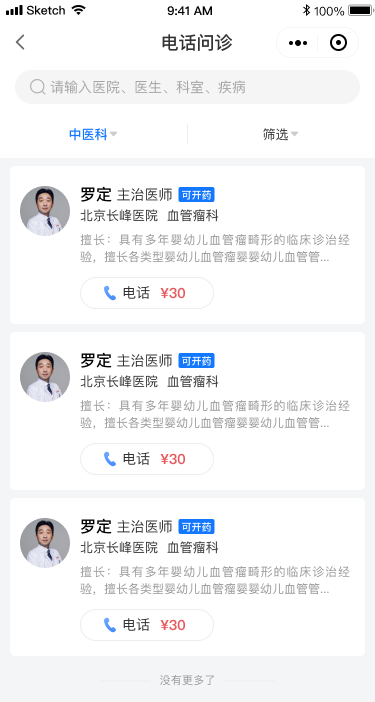 Sketch 9:41 AM 100%
电话问诊
请输入医院、医生、科室、疾病
中医科 筛选
罗定 主治医师 可开药
北京长峰医院 血管瘤科
擅长：具有多年婴幼儿血管瘤畸形的临床诊治经
验，擅长各类型婴幼儿血管瘤婴婴幼儿血管管...
电话 ¥30
罗定 主治医师 可开药
北京长峰医院 血管瘤科
擅长：具有多年婴幼儿血管瘤畸形的临床诊治经
验，擅长各类型婴幼儿血管瘤婴婴幼儿血管管...
电话 ¥30
罗定 主治医师 可开药
北京长峰医院 血管瘤科
擅长：具有多年婴幼儿血管瘤畸形的临床诊治经
验，擅长各类型婴幼儿血管瘤婴婴幼儿血管管...
电话 ¥30
没有更多了